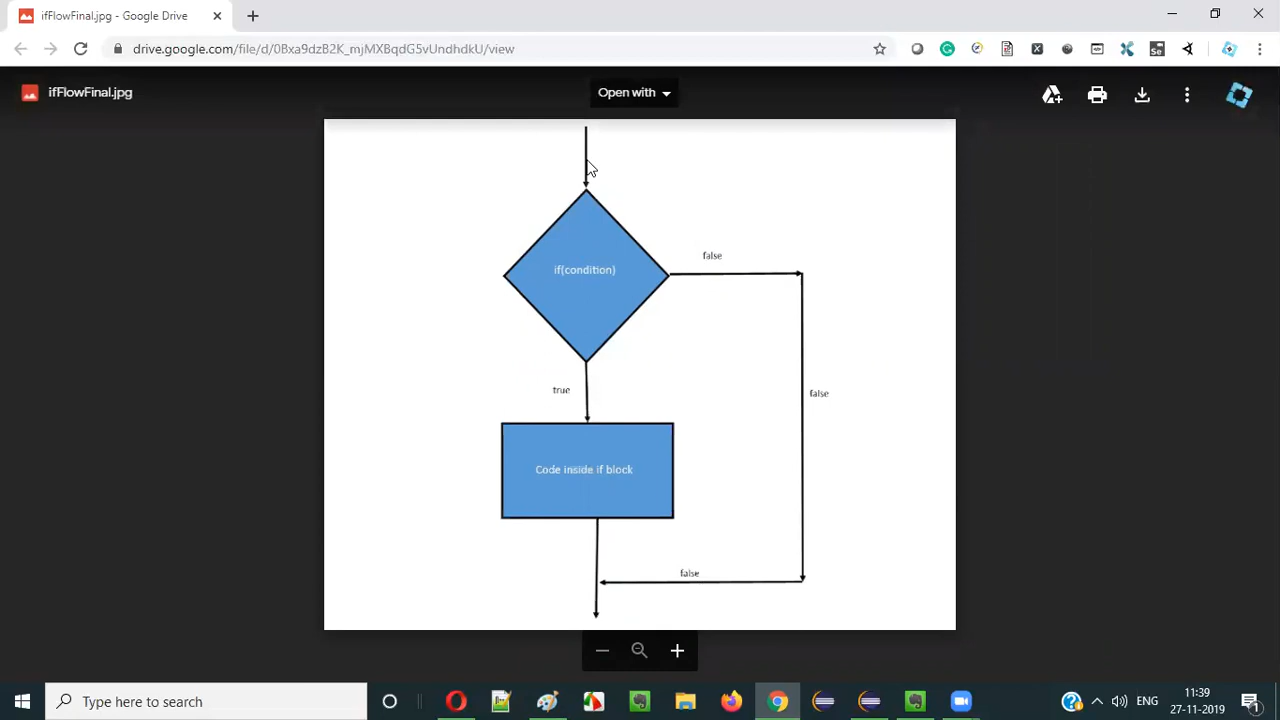 ifFlowFinal.jpg - Google Drive
drive.google.com/file/d/0Bxa9dzB2K_mjMXBqdG5vUndhdkU/view
ifFlowFinal.jpg
Open with
if(condition)
false
true
false
Code inside if block
false
Type here to search
ENG
11:39
27-11-2019